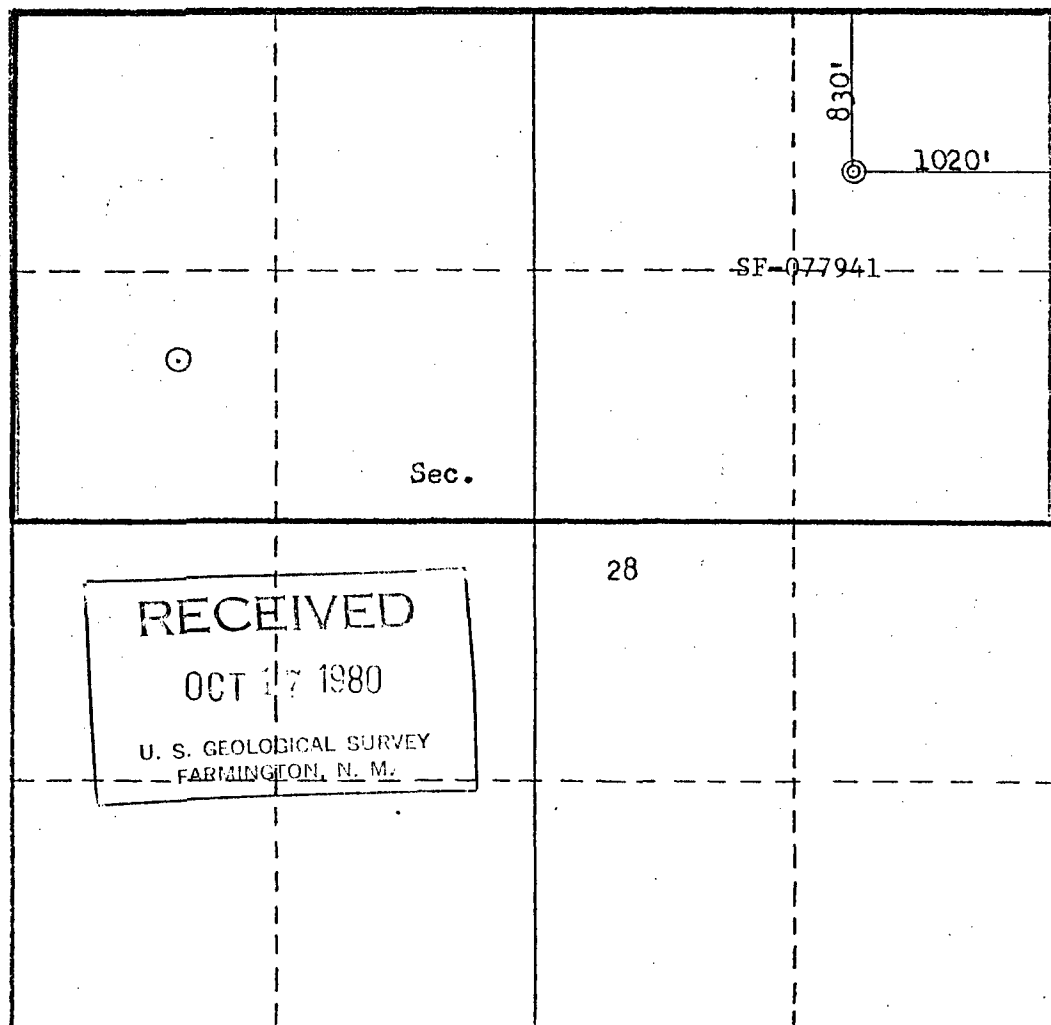 830'
1020'
SF-077941
Sec.
28
RECEIVED
OCT 17 1980
U. S. GEOLOGICAL SURVEY
FARMINGTON, N. M.